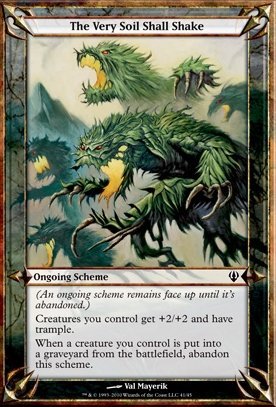 The Very Soil Shall Shake
Ongoing Scheme
(An ongoing scheme remains face up until it's
abandoned.)
Creatures you control get +2/+2 and have
trample.
When a creature you control is put into
a graveyard from the battlefield, abandon
this scheme.
Val Mayerik
™ & © 1993–2010 Wizards of the Coast LLC 41/45